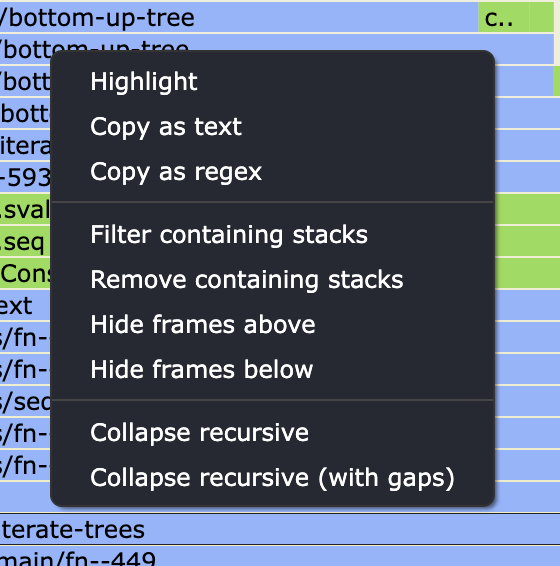 /bottom-up-tree
c..
/bottom-up-tree
/bott
bott
itera
-593
.sval
.seq
Cons
ext
s/fn-
s/fn-
s/sec
s/fn-
s/fn-
Highlight
Copy as text
Copy as regex
Filter containing stacks
Remove containing stacks
Hide frames above
Hide frames below
Collapse recursive
Collapse recursive (with gaps)
terate-trees
main/fn--449